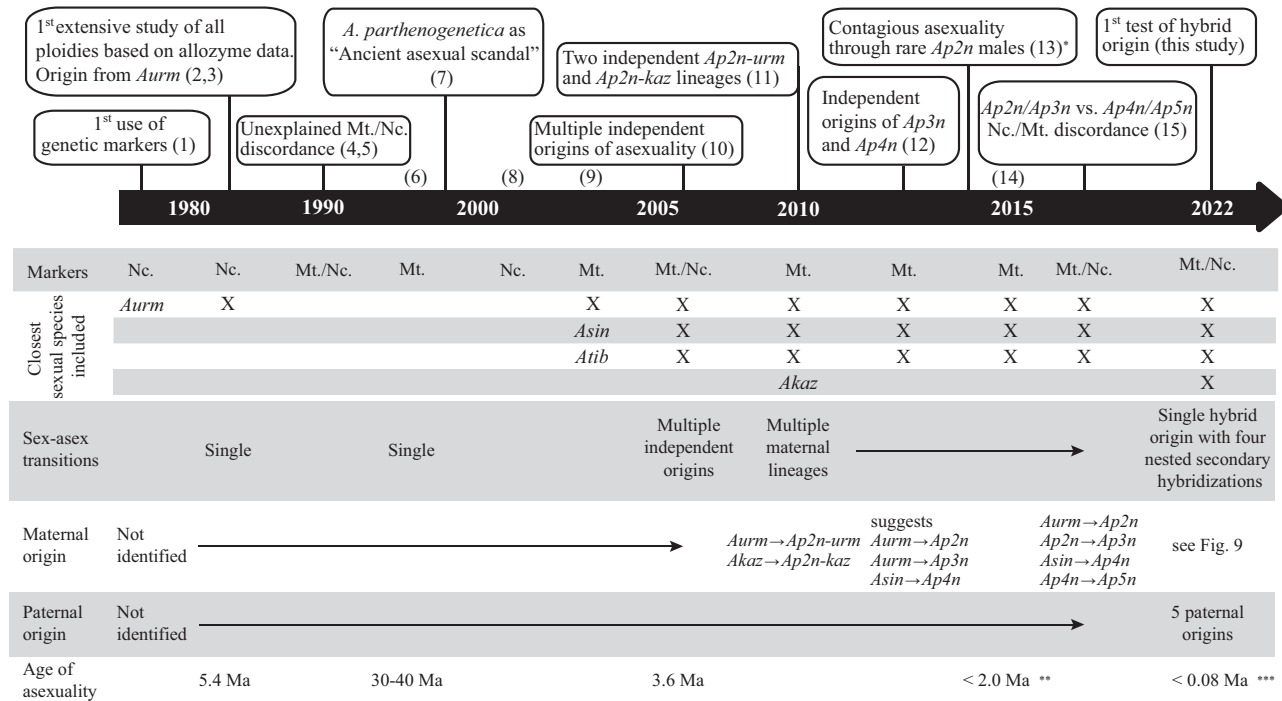 1st extensive study of all
ploidies based on allozyme data.
Origin from Aurm (2,3)
A. parthenogenetica as
“Ancient asexual scandal”
(7)
Two independent Ap2n-urm
and Ap2n-kaz lineages (11)
Contagious asexuality
through rare Ap2n males (13)*
1st test of hybrid
origin (this study)
1st use of
genetic markers (1)
Unexplained Mt./Nc.
discordance (4,5)
Multiple independent
origins of asexuality (10)
Independent
origins of Ap3n
and Ap4n (12)
Ap2n/Ap3n vs. Ap4n/Ap5n
Nc./Mt. discordance (15)
(6) (8) (9) (14)
1980 1990 2000 2005 2010 2015 2022
Markers Nc. Nc. Mt./Nc. Mt. Nc. Mt. Mt./Nc. Mt. Mt. Mt. Mt./Nc. Mt./Nc.
Closest
sexual species
included
Aurm X X X X X X X X
Asin X X X X X X
Atib X X X X X X
Akaz X
Sex-asex
transitions
Single
Single
Multiple
independent
origins
Multiple
maternal
lineages
Single hybrid
origin with four
nested secondary
hybridizations
Maternal
origin
Not
identified
Aurm→Ap2n-urm
Akaz→Ap2n-kaz
suggests
Aurm→Ap2n
Aurm→Ap3n
Asin→Ap4n
Aurm→Ap2n
Ap2n→Ap3n
Asin→Ap4n
Ap4n→Ap5n
see Fig. 9
Paternal
origin
Not
identified
5 paternal
origins
Age of
asexuality
5.4 Ma 30-40 Ma 3.6 Ma < 2.0 Ma ** < 0.08 Ma ***